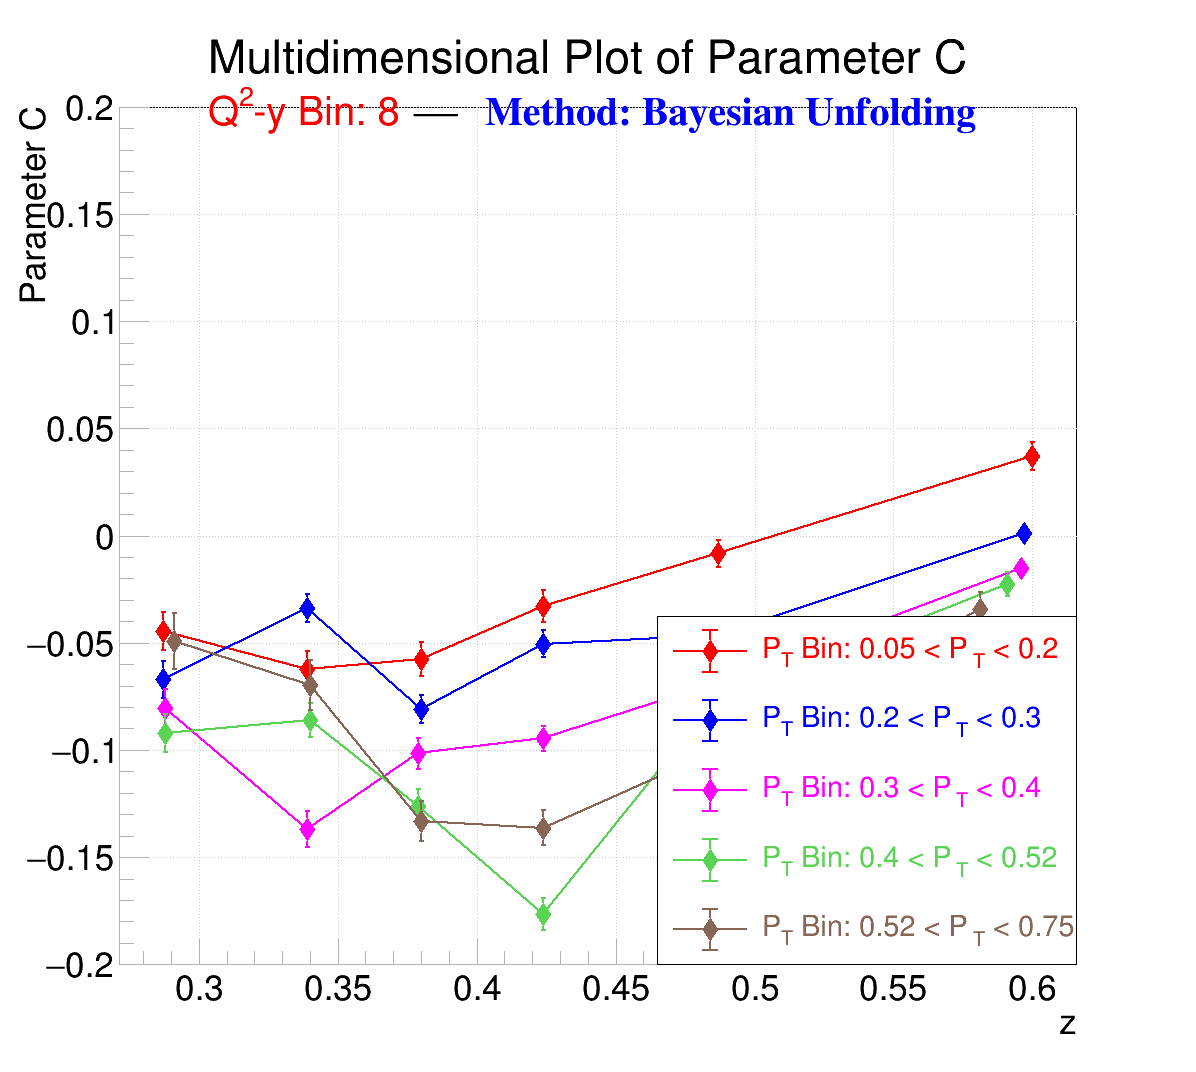 Multidimensional Plot of Parameter C
Q2-y Bin: 8 — Method: Bayesian Unfolding
Parameter C
0.2
0.15
0.1
0.05
0
−0.05
−0.1
−0.15
−0.2
PT Bin: 0.05 < PT < 0.2
PT Bin: 0.2 < PT < 0.3
PT Bin: 0.3 < PT < 0.4
PT Bin: 0.4 < PT < 0.52
PT Bin: 0.52 < PT < 0.75
0.3 0.35 0.4 0.45 0.5 0.55 0.6
z